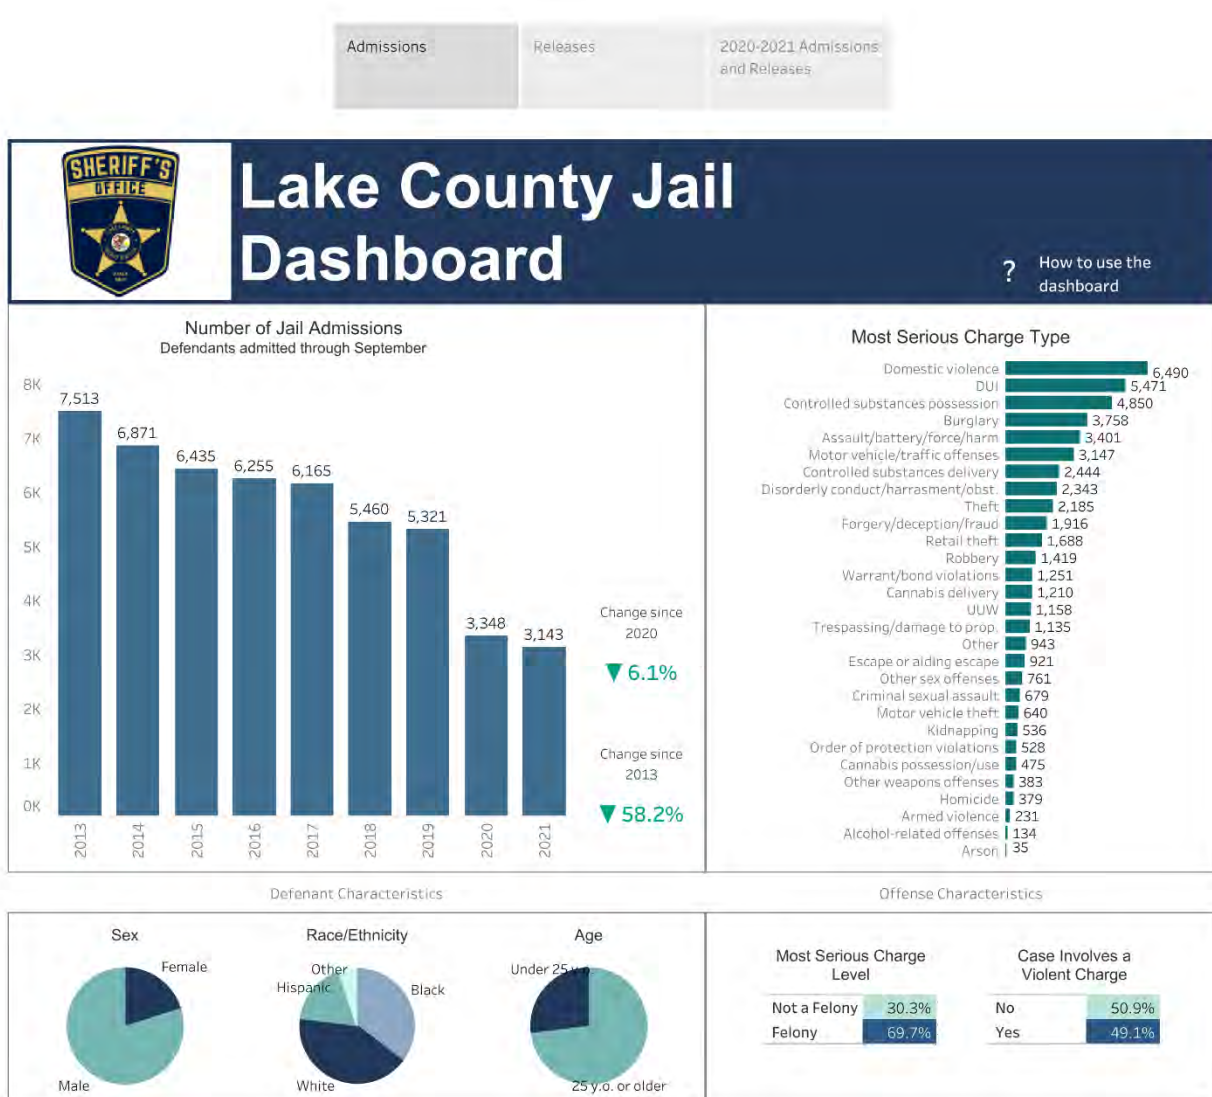 Admissions
Releases
2020-2021 Admissions
and Releases
SHERIFF'S
OFFICE
Lake County Jail
Dashboard
?
How to use the
dashboard
Number of Jail Admissions
Defendants admitted through September
8K
7K
6K
5K
4K
3K
2K
1K
0K
7,513
6,871
6,435
6,255
6,165
5,460
5,321
3,348
3,143
2013
2014
2015
2016
2017
2018
2019
2020
2021
Change since
2020
▼ 6.1%
Change since
2013
▼ 58.2%
Most Serious Charge Type
Domestic violence 6,490
DUI 5,471
Controlled substances possession 4,850
Burglary 3,758
Assault/battery/force/harm 3,401
Motor vehicle/traffic offenses 3,147
Controlled substances delivery 2,444
Disorderly conduct/harrasment/obst. 2,343
Theft 2,185
Forgery/deception/fraud 1,916
Retail theft 1,688
Robbery 1,419
Warrant/bond violations 1,251
Cannabis delivery 1,210
UUW 1,158
Trespassing/damage to prop. 1,135
Other 943
Escape or aiding escape 921
Other sex offenses 761
Criminal sexual assault 679
Motor vehicle theft 640
Kidnapping 536
Order of protection violations 528
Cannabis possession/use 475
Other weapons offenses 383
Homicide 379
Armed violence 231
Alcohol-related offenses 134
Arson 35
Defenant Characteristics
Offense Characteristics
Sex
Female
Male
Race/Ethnicity
Other
Hispanic
Black
White
Age
Under 25 y.o.
25 y.o. or older
Most Serious Charge
Level
Not a Felony 30.3%
Felony 69.7%
Case Involves a
Violent Charge
No 50.9%
Yes 49.1%